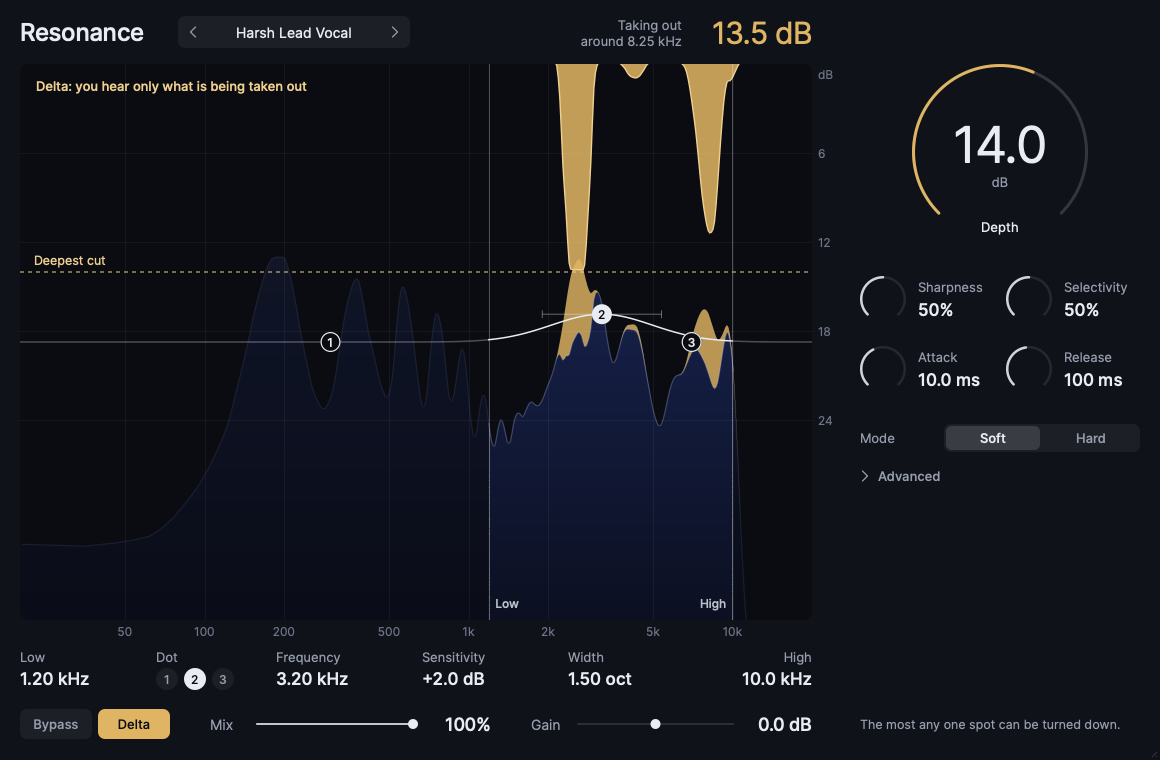 Resonance
Harsh Lead Vocal
Taking out
around 8.25 kHz
13.5 dB
Delta: you hear only what is being taken out
dB
6
12
18
24
Deepest cut
1
2
3
Low
High
50
100
200
500
1k
2k
5k
10k
14.0
dB
Depth
Sharpness
50%
Selectivity
50%
Attack
10.0 ms
Release
100 ms
Mode
Soft
Hard
Advanced
Low
1.20 kHz
Dot
1
2
3
Frequency
3.20 kHz
Sensitivity
+2.0 dB
Width
1.50 oct
High
10.0 kHz
Bypass
Delta
Mix
100%
Gain
0.0 dB
The most any one spot can be turned down.